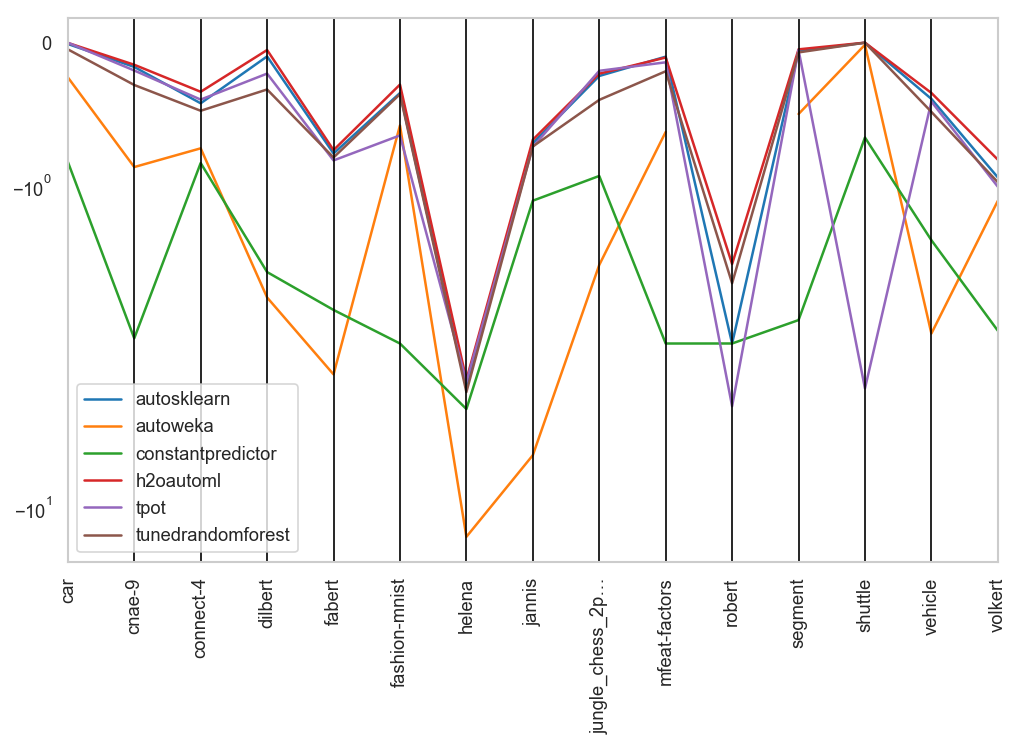 0
−10⁰
−10¹
autosklearn
autoweka
constantpredictor
h2oautoml
tpot
tunedrandomforest
car
cnae-9
connect-4
dilbert
fabert
fashion-mnist
helena
jannis
jungle_chess_2p…
mfeat-factors
robert
segment
shuttle
vehicle
volkert